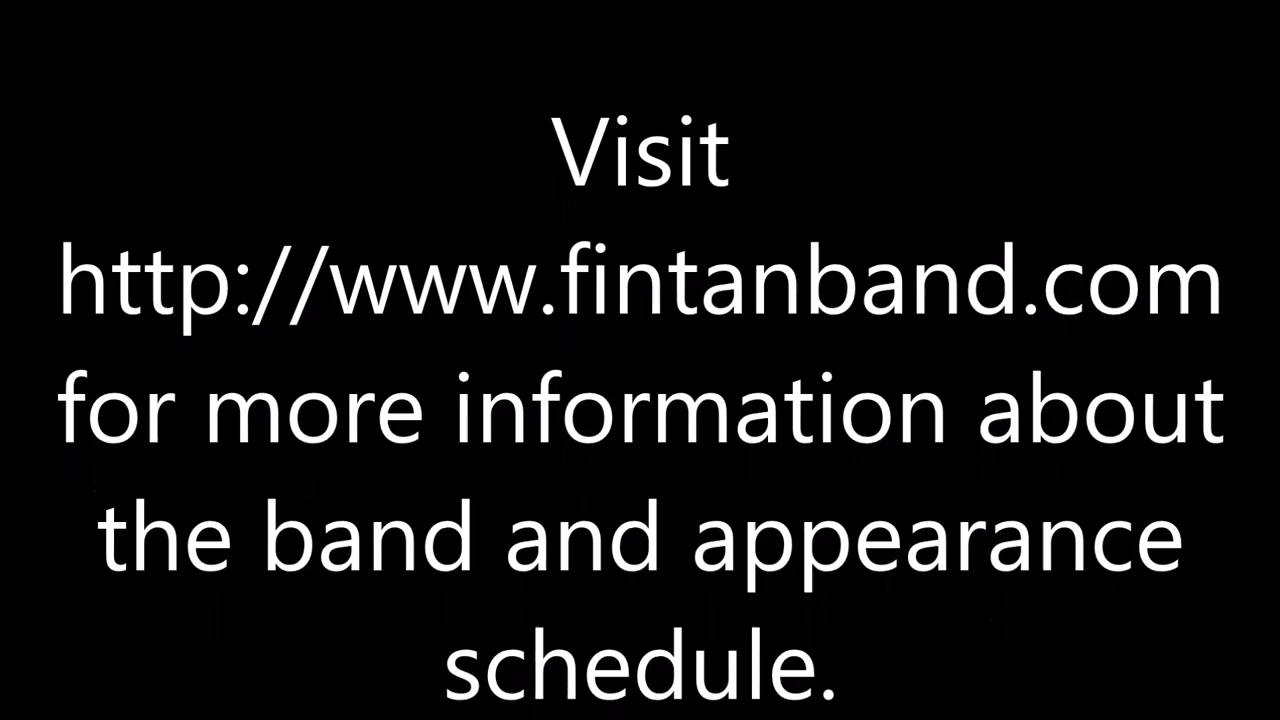 Visit
http://www.fintanband.com
for more information about
the band and appearance
schedule.